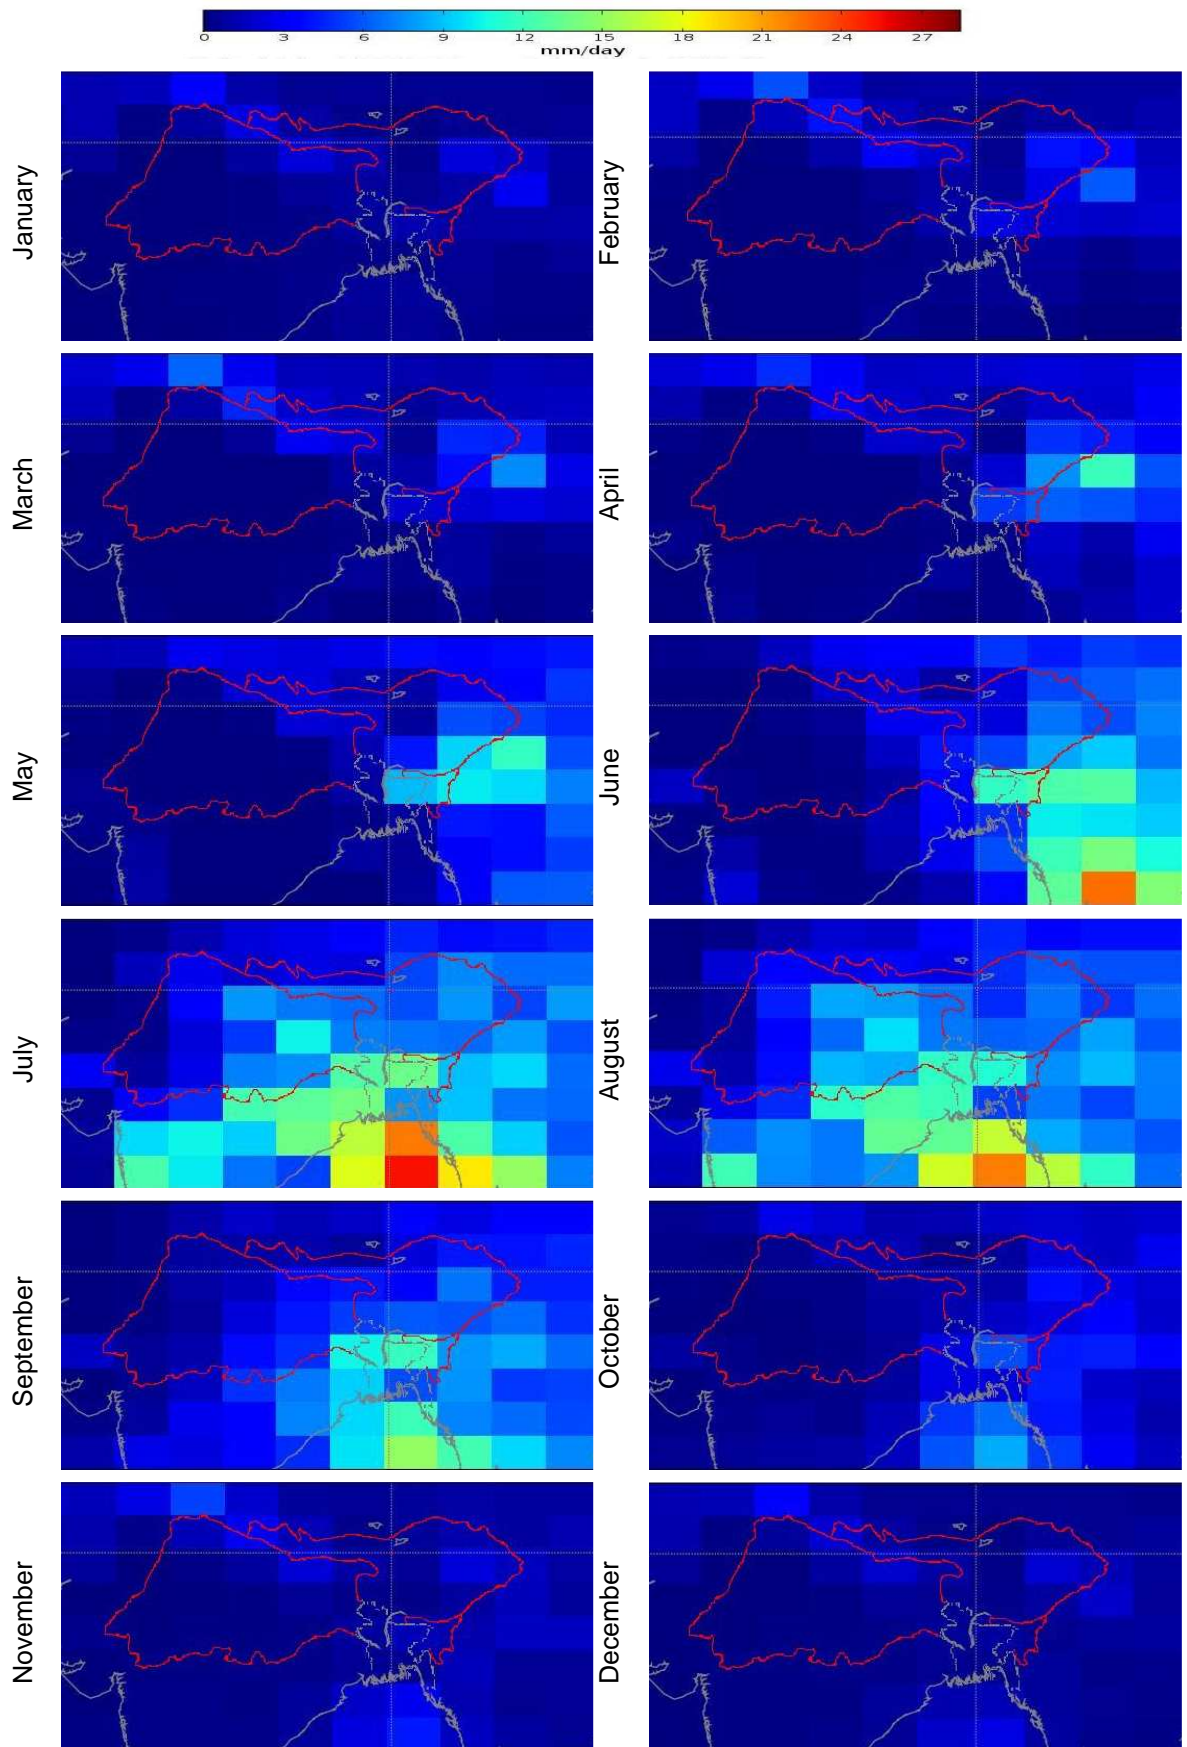 0 3 6 9 12 15 18 21 24 27
mm/day
January
February
March
April
May
June
July
August
September
October
November
December